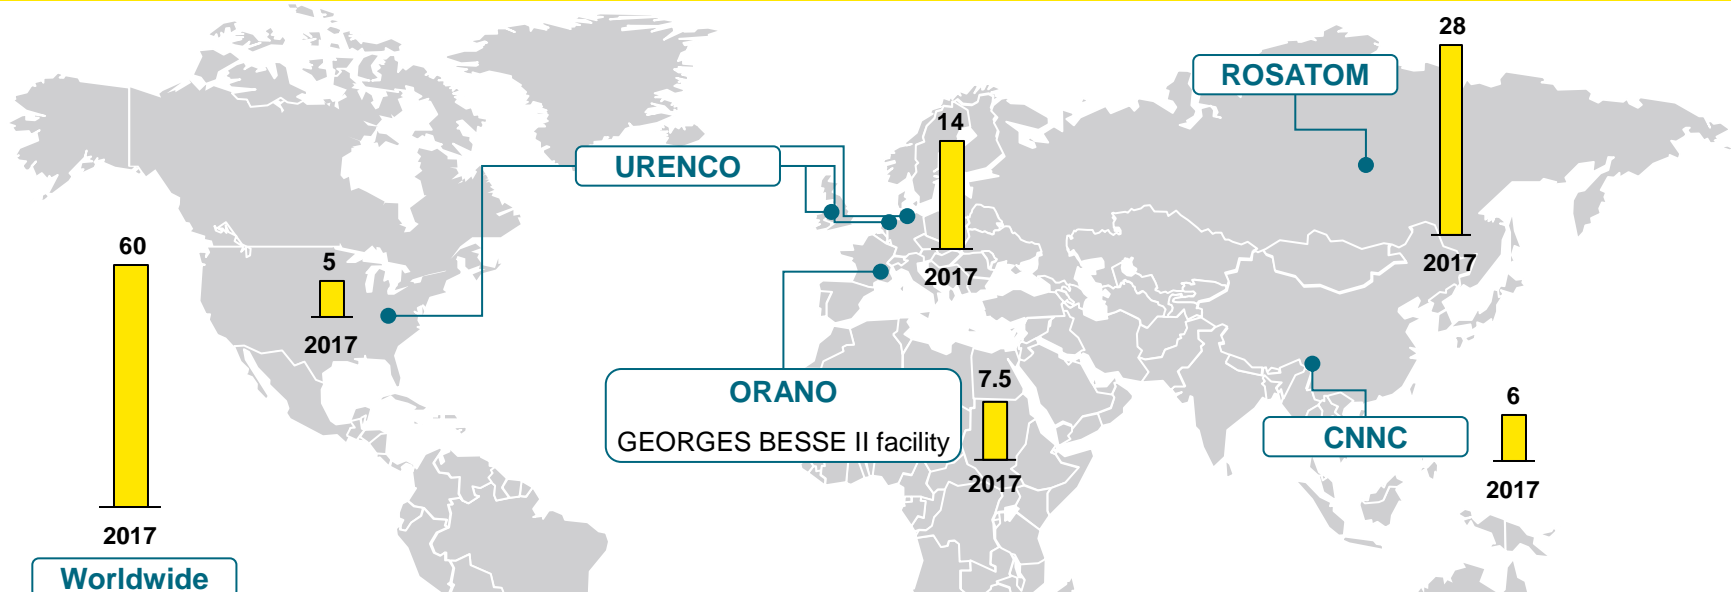 28
ROSATOM
14
URENCO
60
5
2017
2017
2017
7.5
ORANO
GEORGES BESSE II facility
6
CNNC
2017
2017
2017
Worldwide